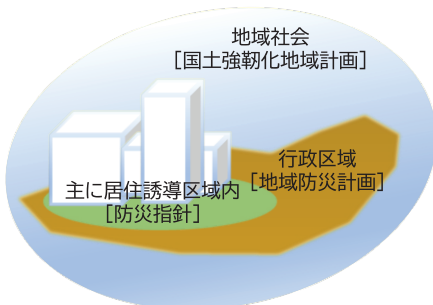 地域社会
［国土強靭化地域計画］
行政区域
［地域防災計画］
主に居住誘導区域内
［防災指針］